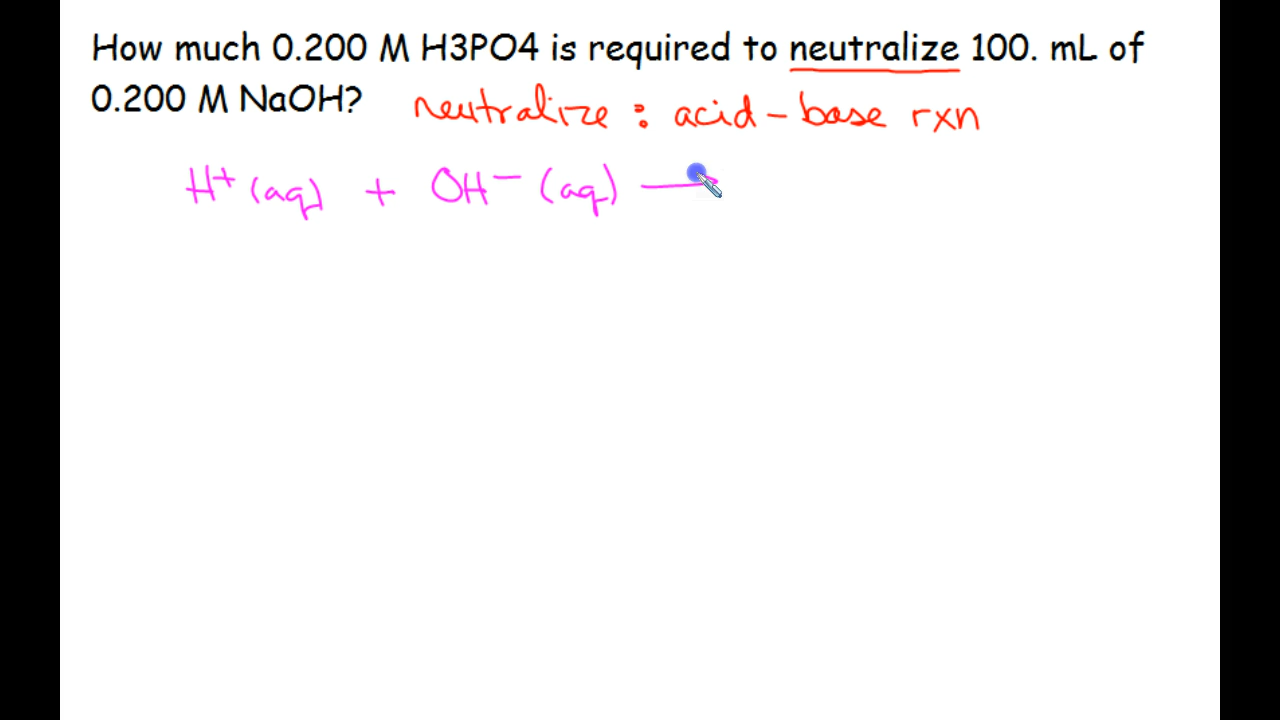 How much 0.200 M H3PO4 is required to neutralize 100. mL of
0.200 M NaOH? neutralize : acid - base rxn
H⁺ (aq) + OH⁻ (aq) →